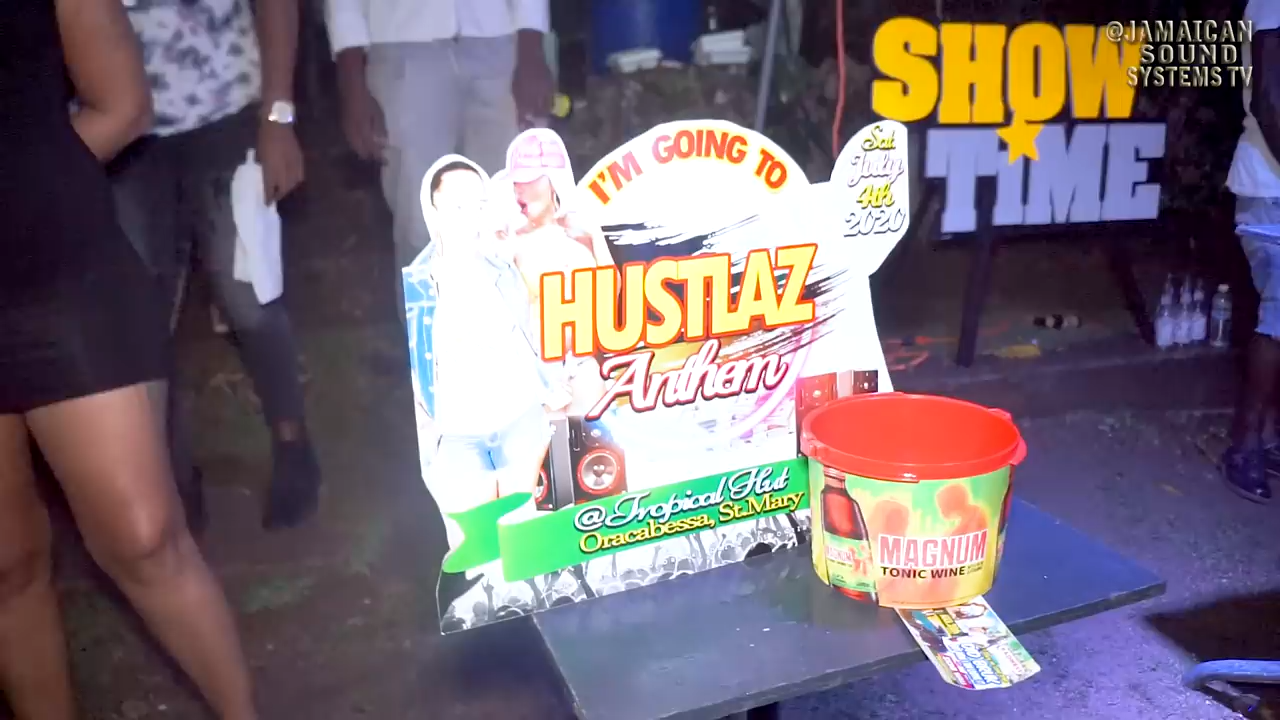 @JAMAICAN
SOUND
SYSTEMS TV
SHOW
TIME
I'M GOING TO
Sat.
July
4th
2020
HUSTLAZ
Anthem
@Tropical Hut
Oracabessa, St.Mary
MAGNUM
TONIC WINE
MAGNUM